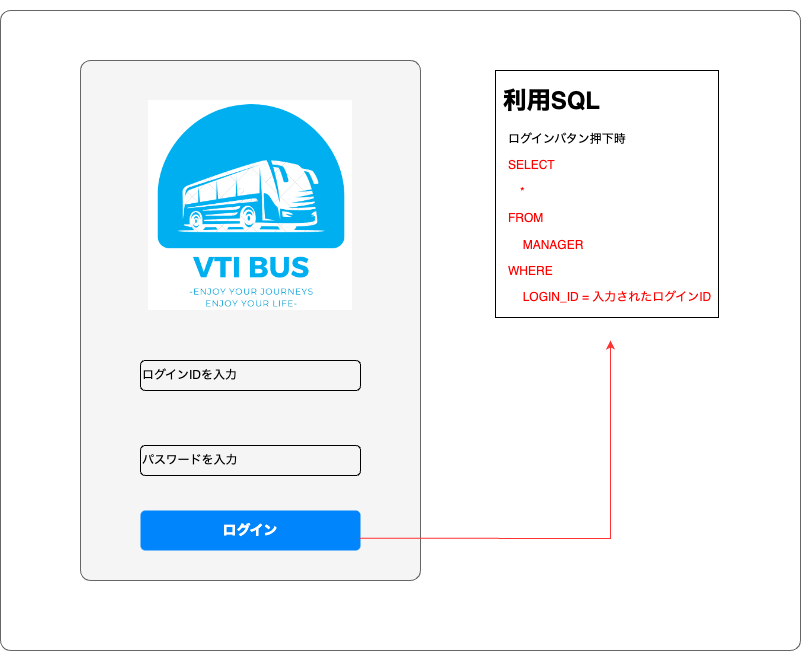 VTI BUS
-ENJOY YOUR JOURNEYS
ENJOY YOUR LIFE-
ログインIDを入力
パスワードを入力
ログイン
利用SQL
ログインバタン押下時
SELECT
*
FROM
MANAGER
WHERE
LOGIN_ID = 入力されたログインID